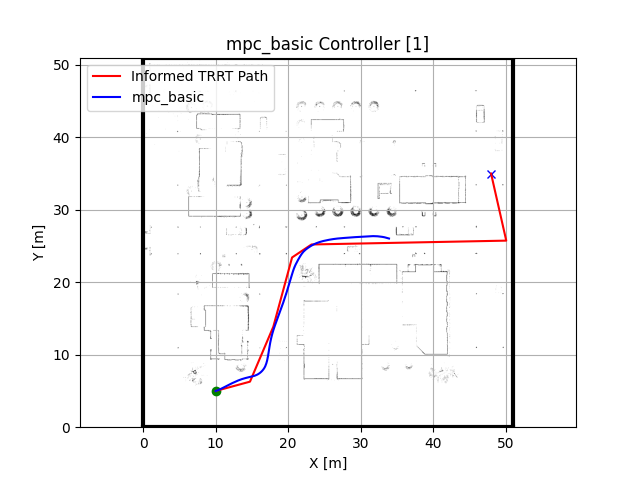 mpc_basic Controller [1]
Informed TRRT Path
mpc_basic
50
40
30
20
10
0
Y [m]
0 10 20 30 40 50
X [m]